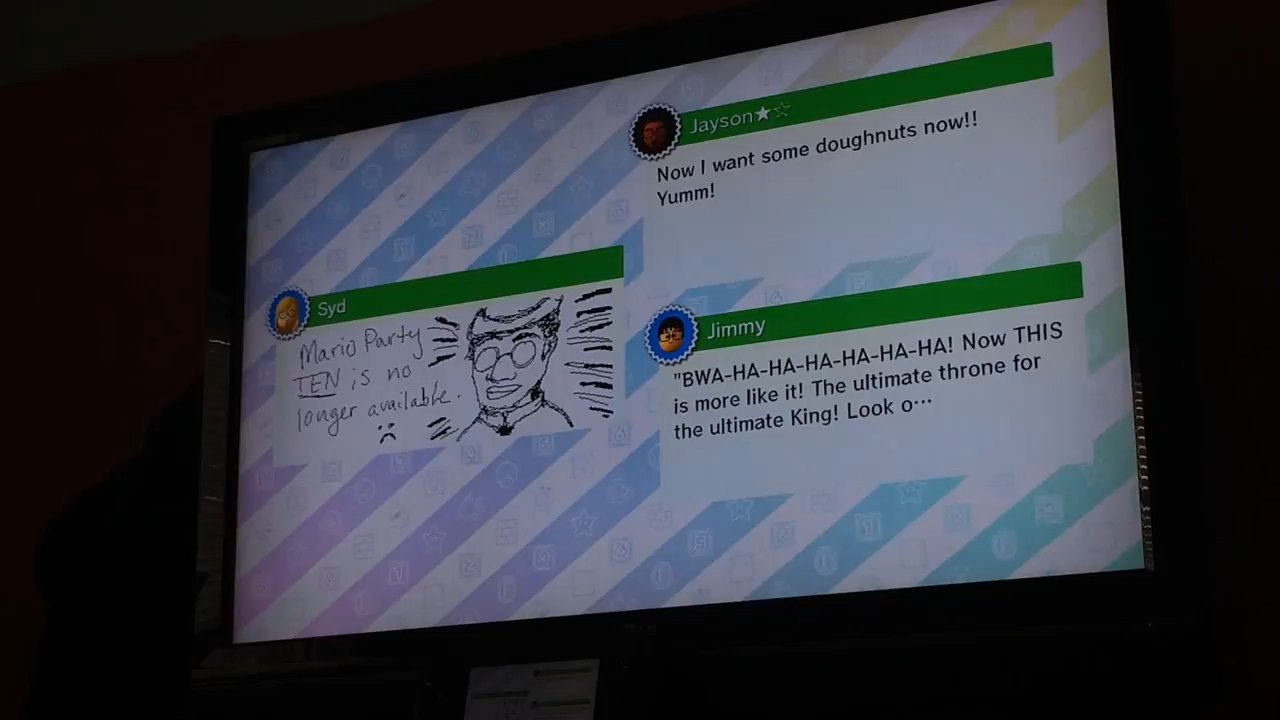 Jayson★☆
Now I want some doughnuts now!!
Yumm!
Syd
Mario Party
TEN is no
longer available.
Jimmy
"BWA-HA-HA-HA-HA-HA-HA! Now THIS
is more like it! The ultimate throne for
the ultimate King! Look o…